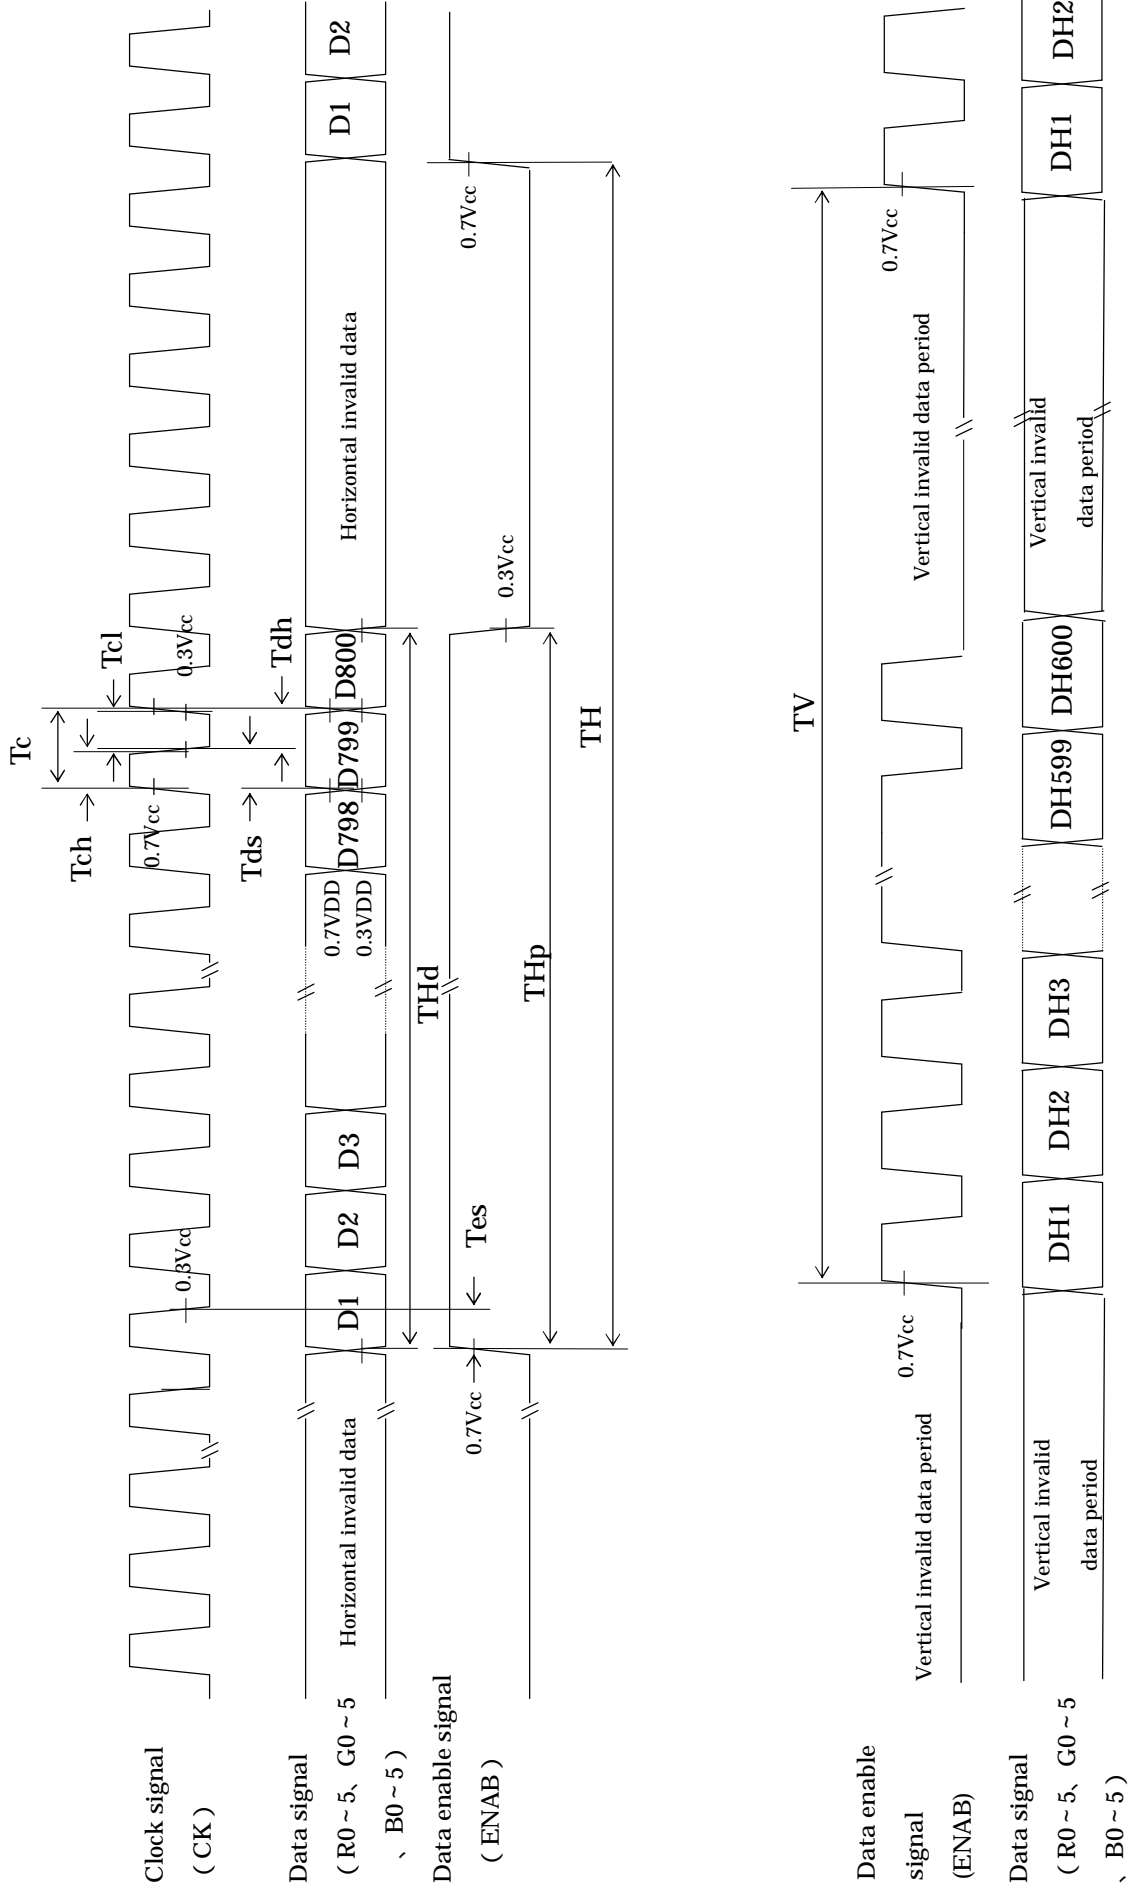 Clock signal
( CK )
Tc
Tch
Tcl
0.7Vcc
0.3Vcc
0.3Vcc
Tds
Tdh
Data signal
( R0～5、G0～5
、B0～5 )
Horizontal invalid data
D1
D2
D3
0.7VDD
0.3VDD
D798
D799
D800
Horizontal invalid data
D1
D2
THd
Data enable signal
( ENAB )
0.7Vcc
Tes
THp
0.3Vcc
0.7Vcc
TH
TV
Data enable
signal
(ENAB)
Vertical invalid data period
0.7Vcc
Vertical invalid data period
0.7Vcc
Data signal
( R0～5、G0～5
、B0～5 )
Vertical invalid
data period
DH1
DH2
DH3
DH599
DH600
Vertical invalid
data period
DH1
DH2